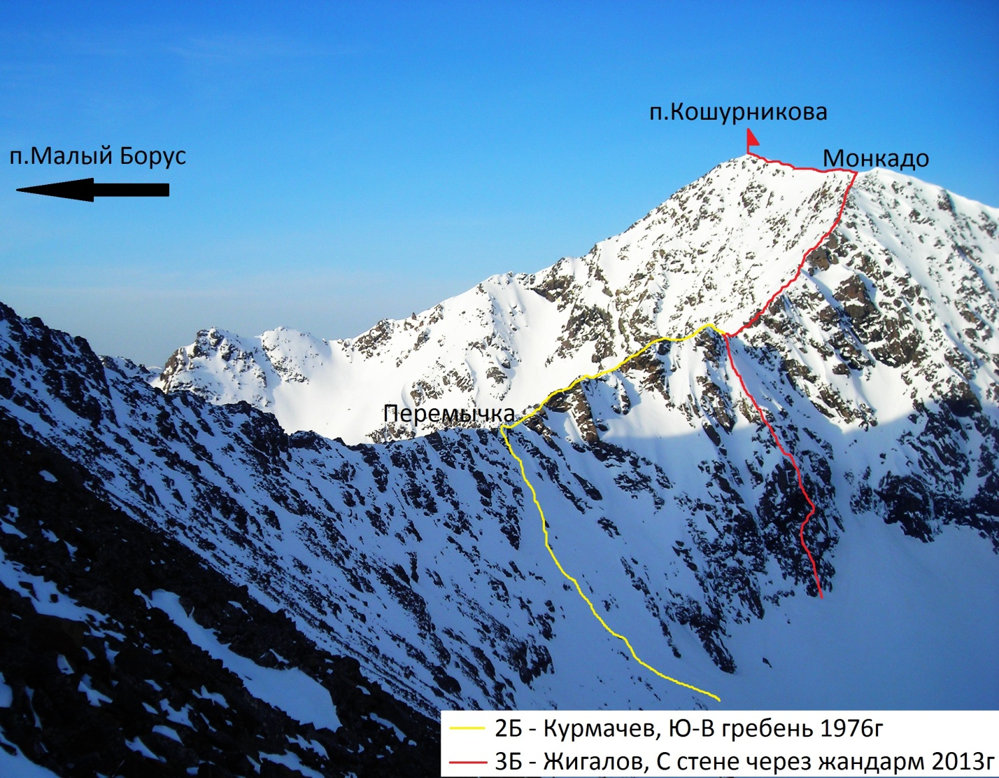 п.Кошурникова
п.Малый Борус
Монкадо
Перемычка
2Б - Курмачев, Ю-В гребень 1976г
3Б - Жигалов, С стене через жандарм 2013г